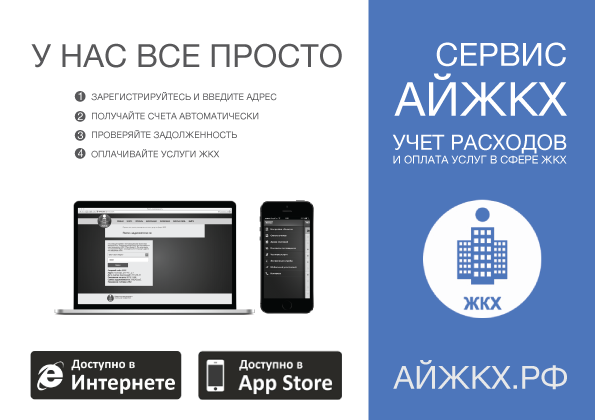 У НАС ВСЕ ПРОСТО
1 ЗАРЕГИСТРИРУЙТЕСЬ И ВВЕДИТЕ АДРЕС
2 ПОЛУЧАЙТЕ СЧЕТА АВТОМАТИЧЕСКИ
3 ПРОВЕРЯЙТЕ ЗАДОЛЖЕННОСТЬ
4 ОПЛАЧИВАЙТЕ УСЛУГИ ЖКХ
Доступно в
Интернете
Доступно в
App Store
СЕРВИС
АЙЖКХ
УЧЕТ РАСХОДОВ
И ОПЛАТА УСЛУГ В СФЕРЕ ЖКХ
ЖКХ
АЙЖКХ.РФ